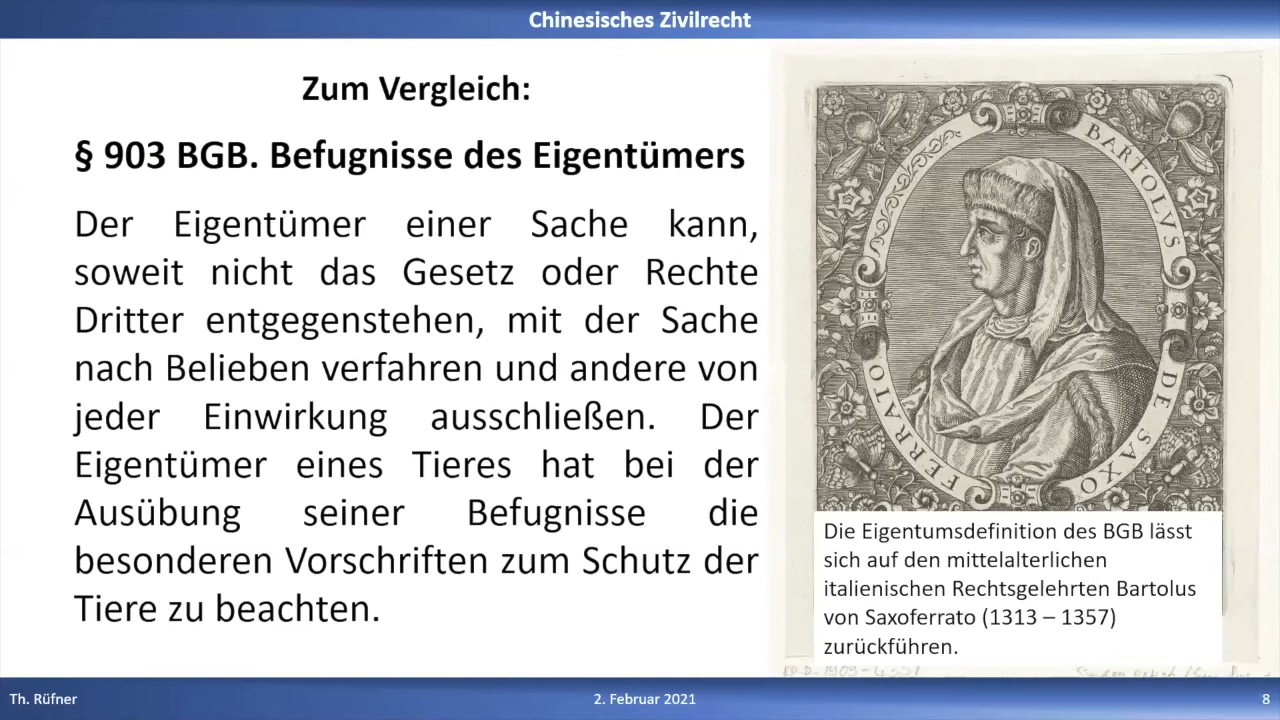 Chinesisches Zivilrecht
Zum Vergleich:
§ 903 BGB. Befugnisse des Eigentümers
Der Eigentümer einer Sache kann,
soweit nicht das Gesetz oder Rechte
Dritter entgegenstehen, mit der Sache
nach Belieben verfahren und andere von
jeder Einwirkung ausschließen. Der
Eigentümer eines Tieres hat bei der
Ausübung seiner Befugnisse die
besonderen Vorschriften zum Schutz der
Tiere zu beachten.
BARTOLVS DE SAXO FERRATO
Die Eigentumsdefinition des BGB lässt
sich auf den mittelalterlichen
italienischen Rechtsgelehrten Bartolus
von Saxoferrato (1313 – 1357)
zurückführen.
Th. Rüfner
2. Februar 2021
8